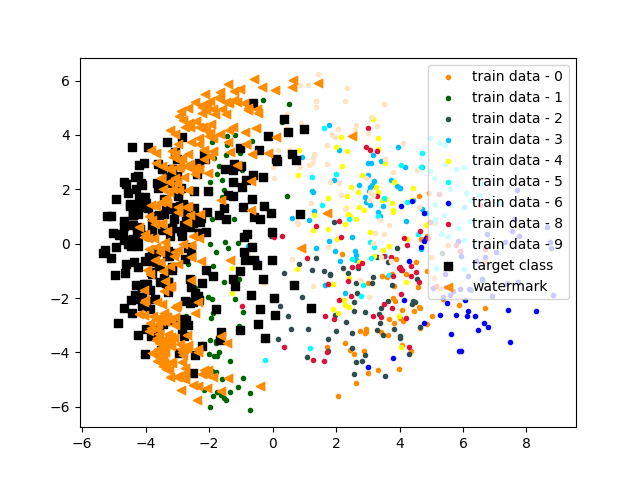 train data - 0
train data - 1
train data - 2
train data - 3
train data - 4
train data - 5
train data - 6
train data - 8
train data - 9
target class
watermark
6
4
2
0
−2
−4
−6
−6 −4 −2 0 2 4 6 8